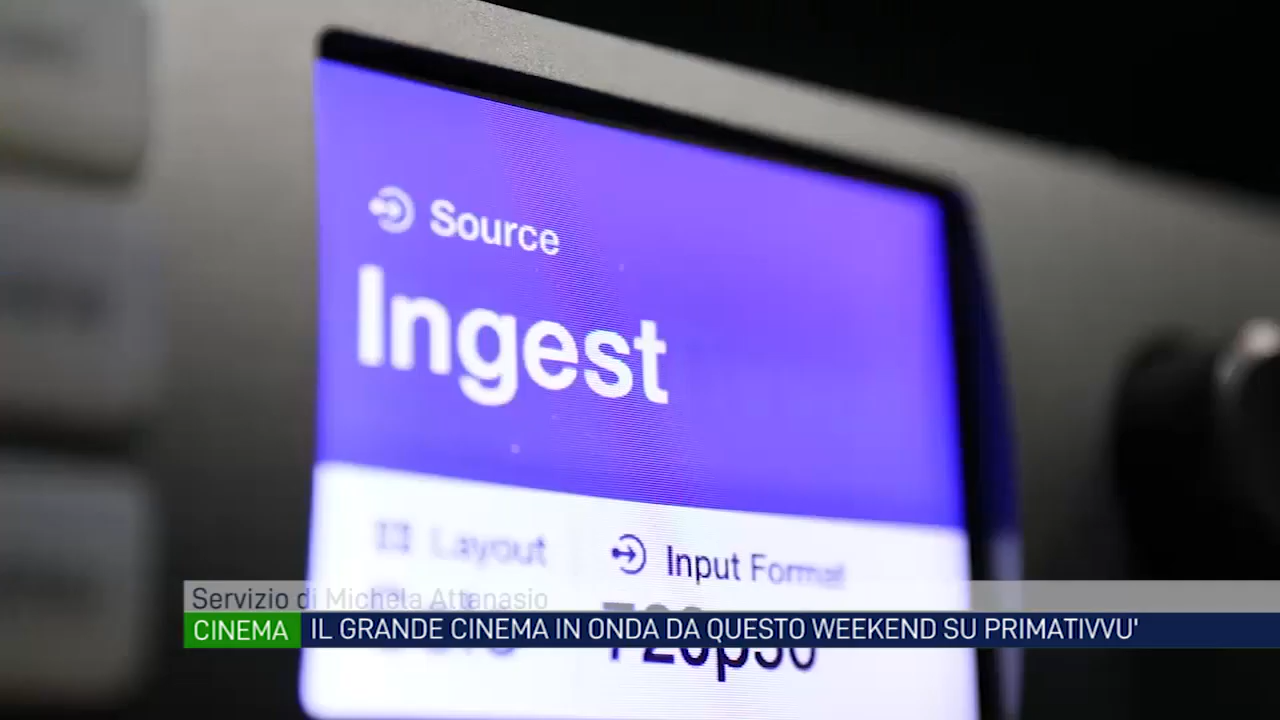 Source
Ingest
Layout
Input Format
Servizio di Michela Attanasio
CINEMA IL GRANDE CINEMA IN ONDA DA QUESTO WEEKEND SU PRIMATIVVU'